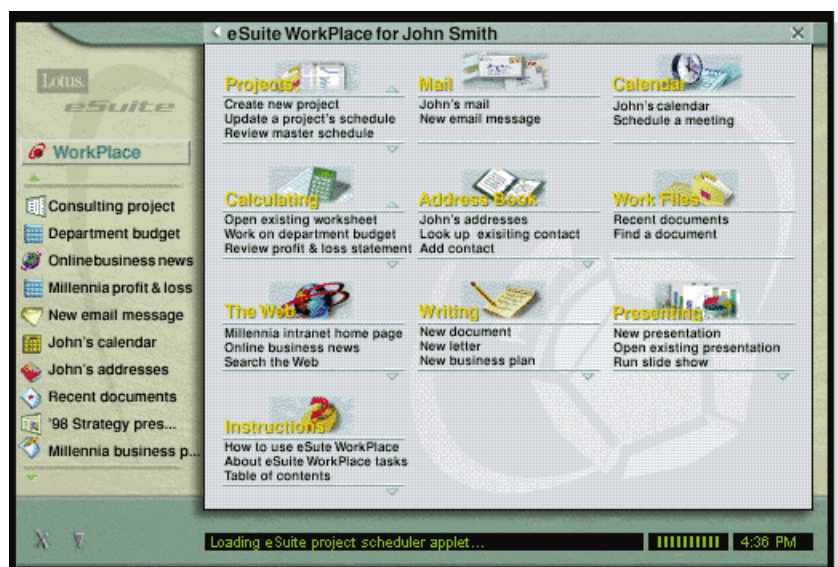 eSuite WorkPlace for John Smith
Lotus.
eSuite
WorkPlace
Consulting project
Department budget
Online business news
Millennia profit & loss
New email message
John's calendar
John's addresses
Recent documents
'98 Strategy pres...
Millennia business p...
Projects
Create new project
Update a project's schedule
Review master schedule
Mail
John's mail
New email message
Calendar
John's calendar
Schedule a meeting
Calculating
Open existing worksheet
Work on department budget
Review profit & loss statement
Address Book
John's addresses
Look up exisiting contact
Add contact
Work Files
Recent documents
Find a document
The Web
Millennia intranet home page
Online business news
Search the Web
Writing
New document
New letter
New business plan
Presenting
New presentation
Open existing presentation
Run slide show
Instructions
How to use eSute WorkPlace
About eSuite WorkPlace tasks
Table of contents
Loading eSuite project scheduler applet...
4:36 PM